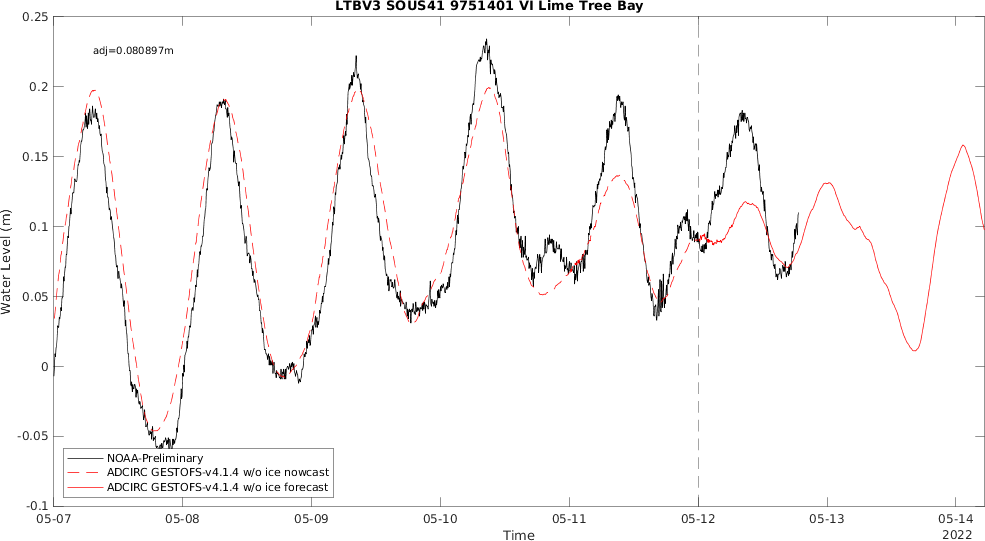 LTBV3 SOUS41 9751401 VI Lime Tree Bay
adj=0.080897m
0.25
0.2
0.15
0.1
0.05
0
-0.05
-0.1
Water Level (m)
NOAA-Preliminary
ADCIRC GESTOFS-v4.1.4 w/o ice nowcast
ADCIRC GESTOFS-v4.1.4 w/o ice forecast
05-07 05-08 05-09 05-10 05-11 05-12 05-13 05-14
Time
2022